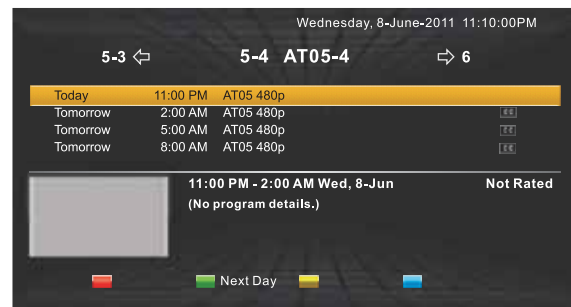 Wednesday, 8-June-2011 11:10:00PM
5-3 ⇦ 5-4 AT05-4 ⇨ 6
Today 11:00 PM AT05 480p
Tomorrow 2:00 AM AT05 480p
Tomorrow 5:00 AM AT05 480p
Tomorrow 8:00 AM AT05 480p
11:00 PM - 2:00 AM Wed, 8-Jun Not Rated
(No program details.)
Next Day